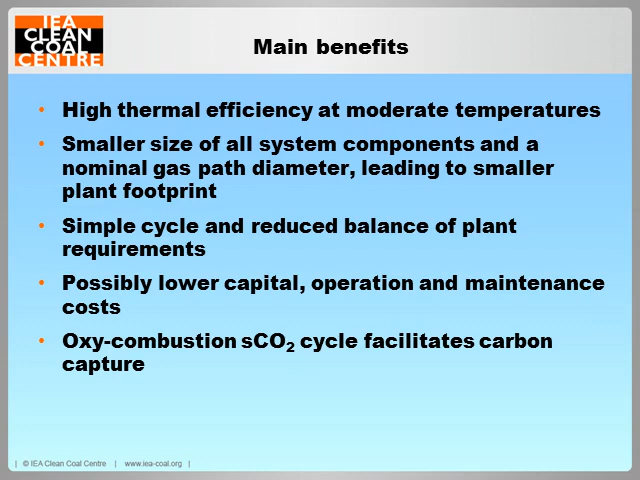 IEA
CLEAN
COAL
CENTRE
Main benefits
• High thermal efficiency at moderate temperatures
• Smaller size of all system components and a
nominal gas path diameter, leading to smaller
plant footprint
• Simple cycle and reduced balance of plant
requirements
• Possibly lower capital, operation and maintenance
costs
• Oxy-combustion sCO₂ cycle facilitates carbon
capture
| © IEA Clean Coal Centre | www.iea-coal.org |